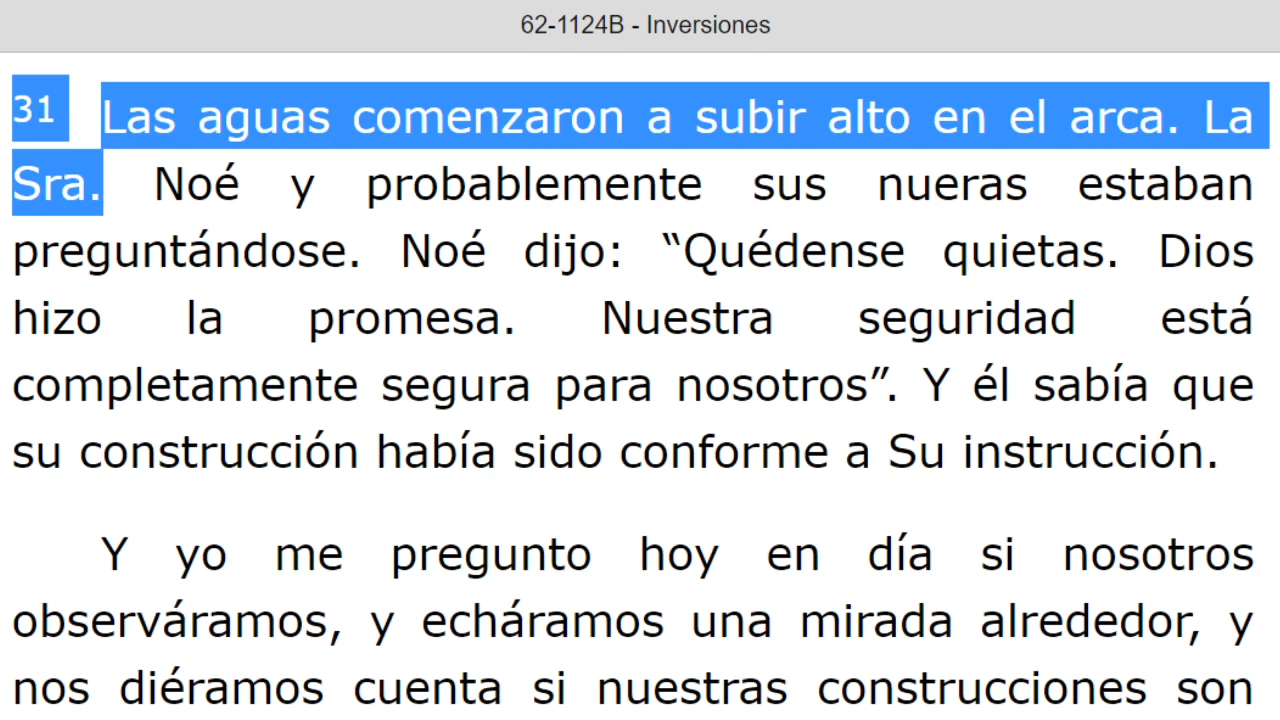 62-1124B - Inversiones
31 Las aguas comenzaron a subir alto en el arca. La
Sra. Noé y probablemente sus nueras estaban
preguntándose. Noé dijo: “Quédense quietas. Dios
hizo la promesa. Nuestra seguridad está
completamente segura para nosotros”. Y él sabía que
su construcción había sido conforme a Su instrucción.
Y yo me pregunto hoy en día si nosotros
observáramos, y echáramos una mirada alrededor, y
nos diéramos cuenta si nuestras construcciones son